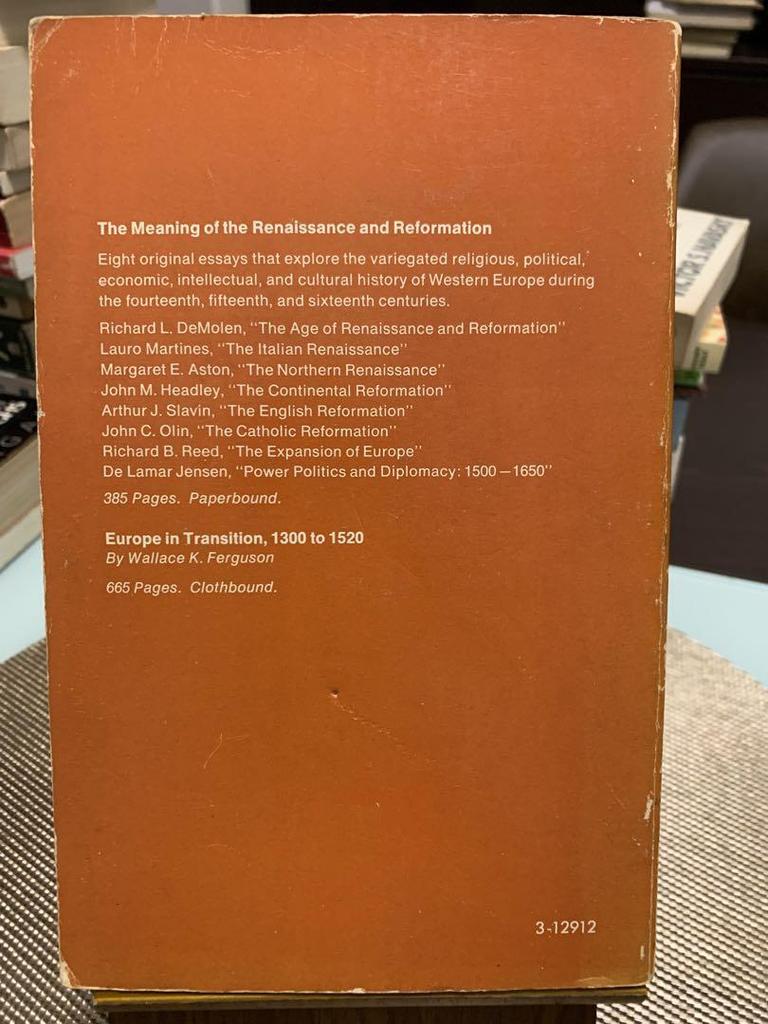 The Meaning of the Renaissance and Reformation
Eight original essays that explore the variegated religious, political,
economic, intellectual, and cultural history of Western Europe during
the fourteenth, fifteenth, and sixteenth centuries.
Richard L. DeMolen, "The Age of Renaissance and Reformation"
Lauro Martines, "The Italian Renaissance"
Margaret E. Aston, "The Northern Renaissance"
John M. Headley, "The Continental Reformation"
Arthur J. Slavin, "The English Reformation"
John C. Olin, "The Catholic Reformation"
Richard B. Reed, "The Expansion of Europe"
De Lamar Jensen, "Power Politics and Diplomacy: 1500—1650"
385 Pages. Paperbound.
Europe in Transition, 1300 to 1520
By Wallace K. Ferguson
665 Pages. Clothbound.
3-12912